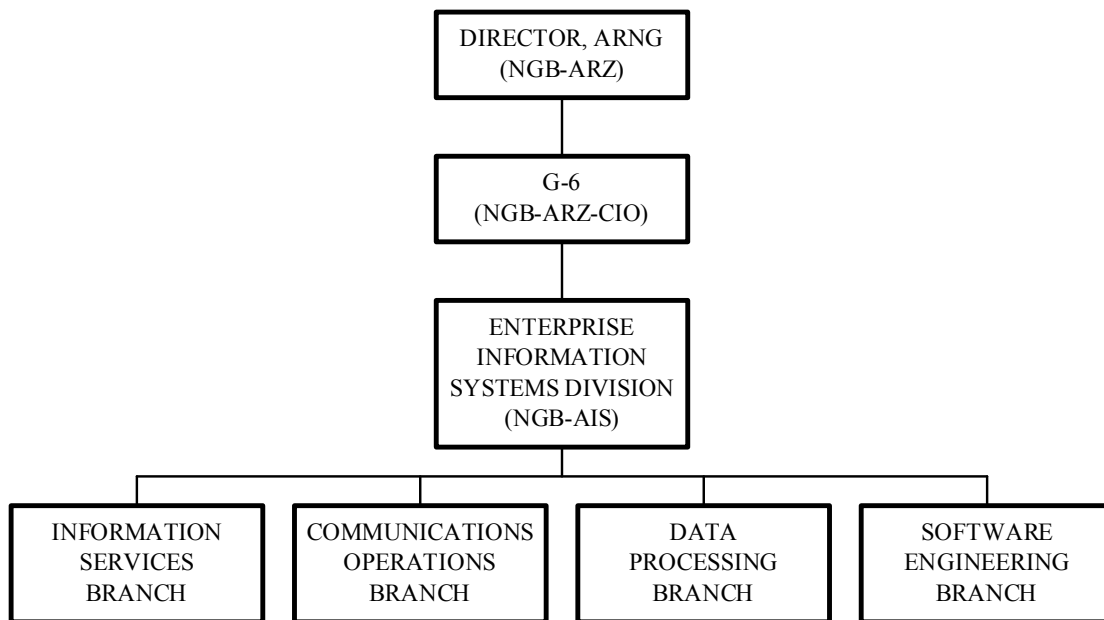 DIRECTOR, ARNG
(NGB-ARZ)
G-6
(NGB-ARZ-CIO)
ENTERPRISE
INFORMATION
SYSTEMS DIVISION
(NGB-AIS)
INFORMATION
SERVICES
BRANCH
COMMUNICATIONS
OPERATIONS
BRANCH
DATA
PROCESSING
BRANCH
SOFTWARE
ENGINEERING
BRANCH